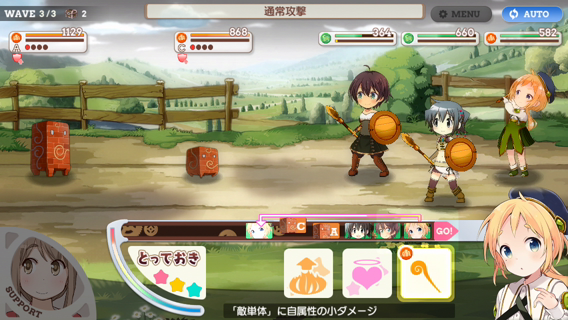 WAVE 3/3 2
通常攻撃
MENU
AUTO
1129
A
868
C
364
660
582
C
A
GO!
とっておき
SUPPORT
「敵単体」に自属性の小ダメージ